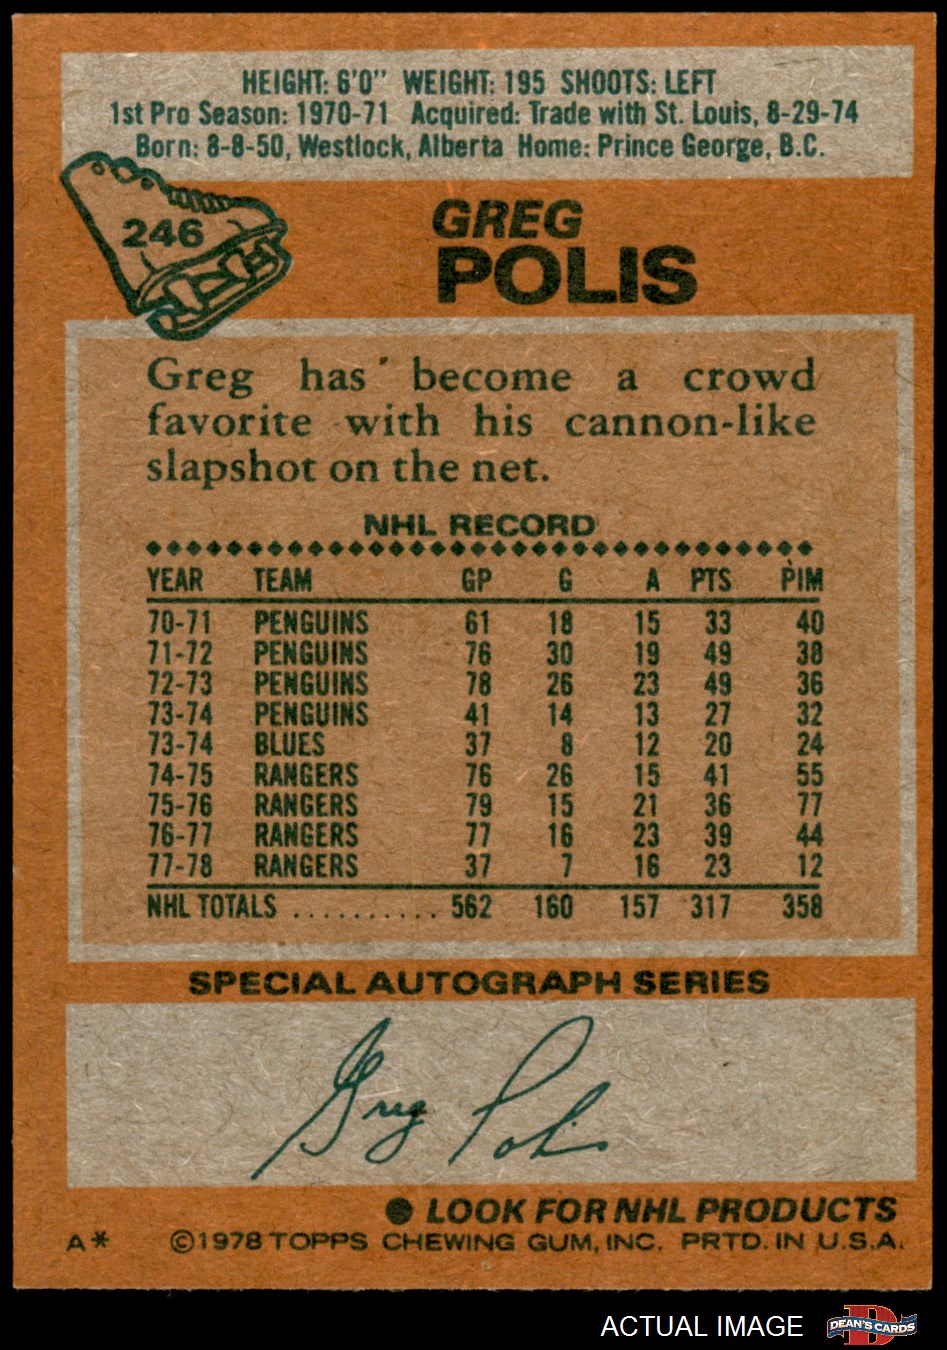 HEIGHT: 6'0" WEIGHT: 195 SHOOTS: LEFT
1st Pro Season: 1970-71 Acquired: Trade with St. Louis, 8-29-74
Born: 8-8-50, Westlock, Alberta Home: Prince George, B.C.
246
GREG
POLIS
Greg has become a crowd
favorite with his cannon-like
slapshot on the net.
NHL RECORD
YEAR TEAM GP G A PTS PIM
70-71 PENGUINS 61 18 15 33 40
71-72 PENGUINS 76 30 19 49 38
72-73 PENGUINS 78 26 23 49 36
73-74 PENGUINS 41 14 13 27 32
73-74 BLUES 37 8 12 20 24
74-75 RANGERS 76 26 15 41 55
75-76 RANGERS 79 15 21 36 77
76-77 RANGERS 77 16 23 39 44
77-78 RANGERS 37 7 16 23 12
NHL TOTALS .......... 562 160 157 317 358
SPECIAL AUTOGRAPH SERIES
Greg Polis
● LOOK FOR NHL PRODUCTS
A* ©1978 TOPPS CHEWING GUM, INC. PRTD. IN U.S.A.
ACTUAL IMAGE DEAN'S CARDS